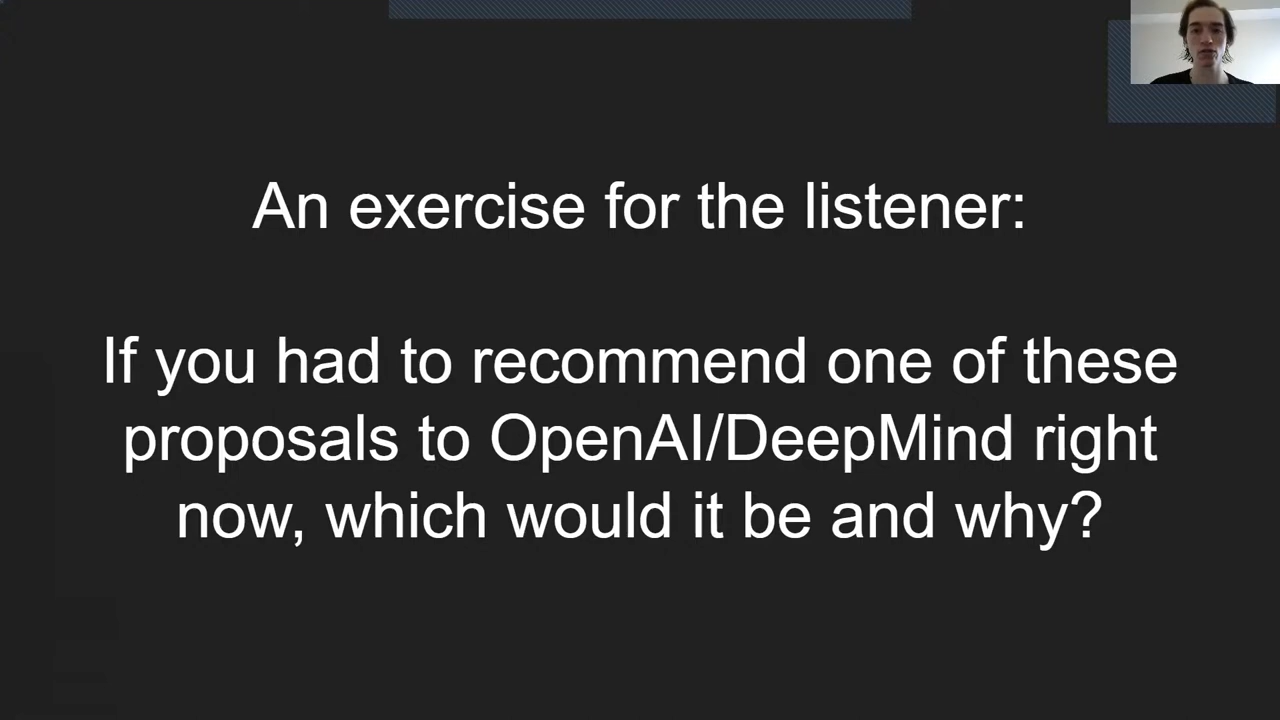 An exercise for the listener:
If you had to recommend one of these
proposals to OpenAI/DeepMind right
now, which would it be and why?